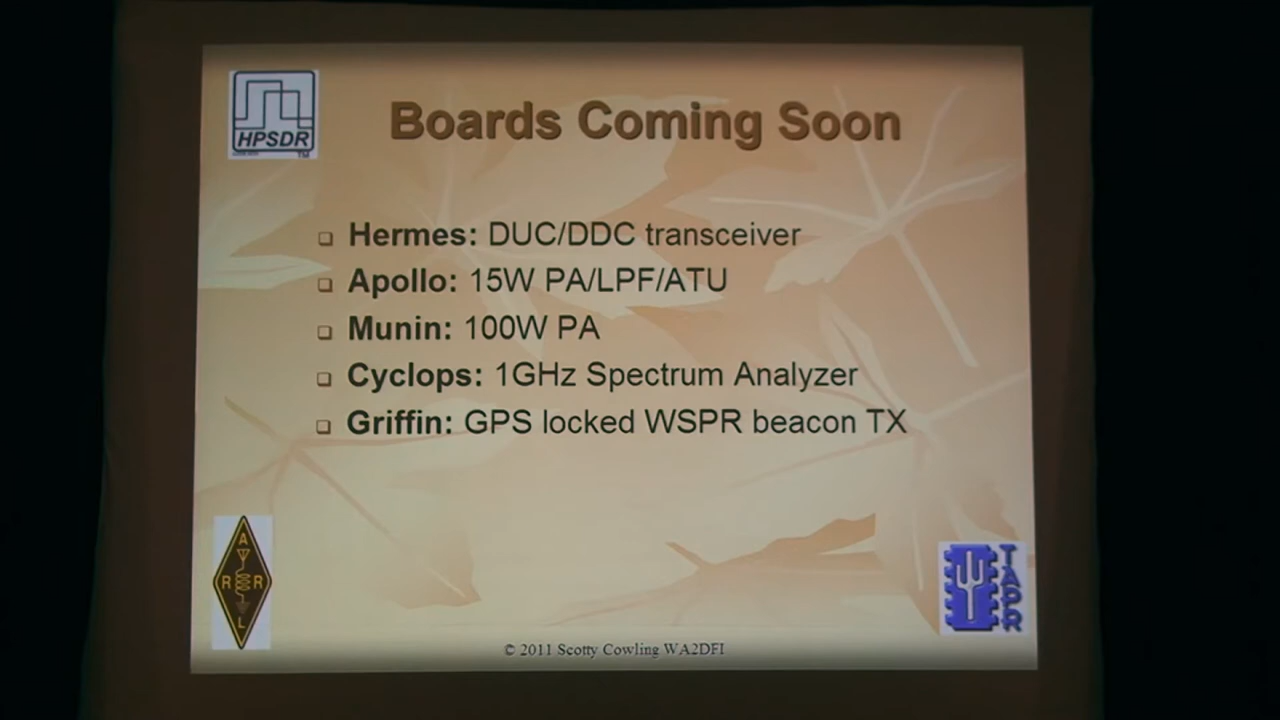 HPSDR
TM
Boards Coming Soon
Hermes: DUC/DDC transceiver
Apollo: 15W PA/LPF/ATU
Munin: 100W PA
Cyclops: 1GHz Spectrum Analyzer
Griffin: GPS locked WSPR beacon TX
A
R R
L
TAPR
© 2011 Scotty Cowling WA2DFI